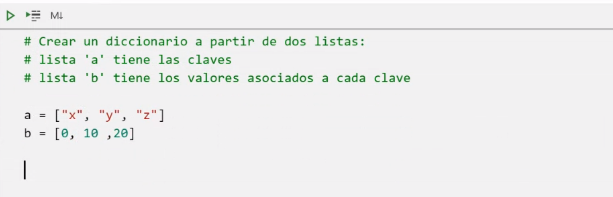 M↓
# Crear un diccionario a partir de dos listas:
# lista 'a' tiene las claves
# lista 'b' tiene los valores asociados a cada clave
a = ["x", "y", "z"]
b = [0, 10 ,20]